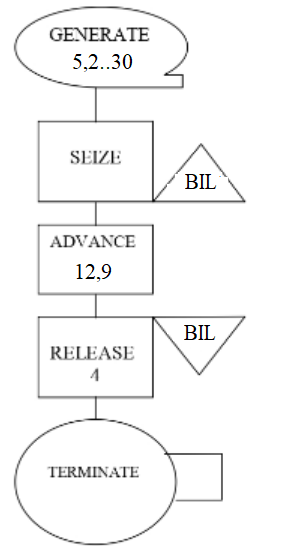 GENERATE
5,2..30
SEIZE
BIL
ADVANCE
12,9
BIL
RELEASE
4
TERMINATE